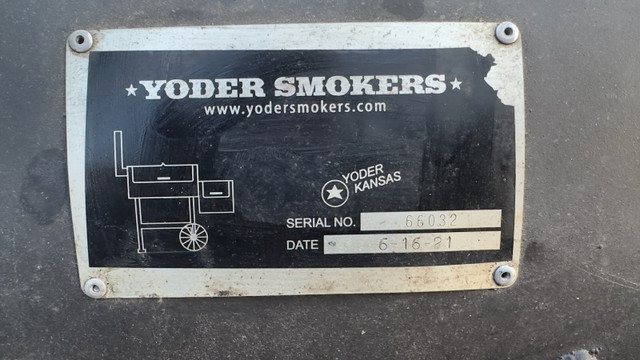 ★YODER SMOKERS★
www.yodersmokers.com
YODER
KANSAS
SERIAL NO. 66032
DATE 6-16-21